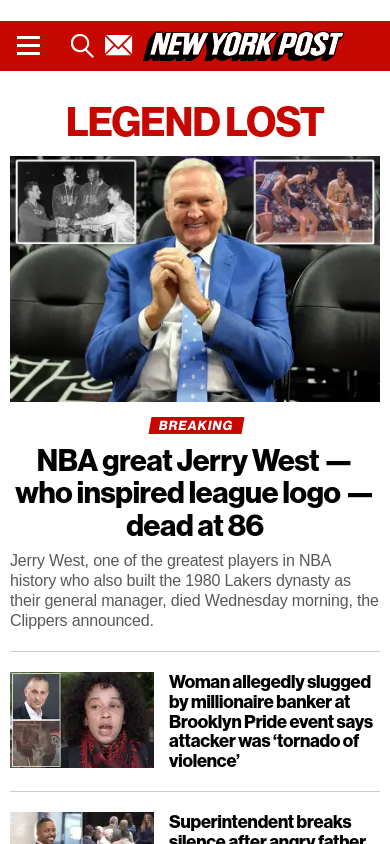 NEW YORK POST
LEGEND LOST
BREAKING
NBA great Jerry West —
who inspired league logo —
dead at 86
Jerry West, one of the greatest players in NBA
history who also built the 1980 Lakers dynasty as
their general manager, died Wednesday morning, the
Clippers announced.
Woman allegedly slugged
by millionaire banker at
Brooklyn Pride event says
attacker was ‘tornado of
violence’
Superintendent breaks
silence after angry father